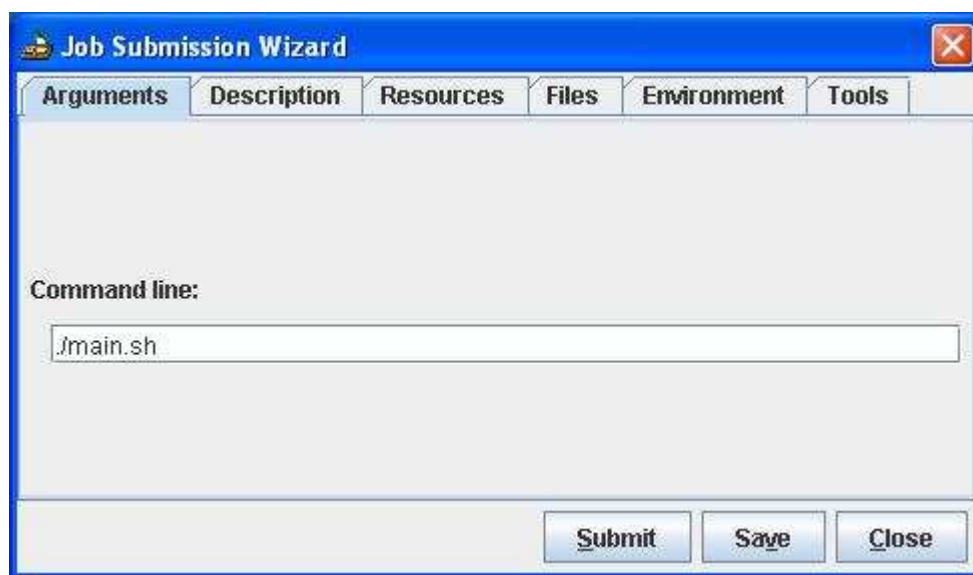 Job Submission Wizard
Arguments Description Resources Files Environment Tools
Command line:
./main.sh
Submit Save Close